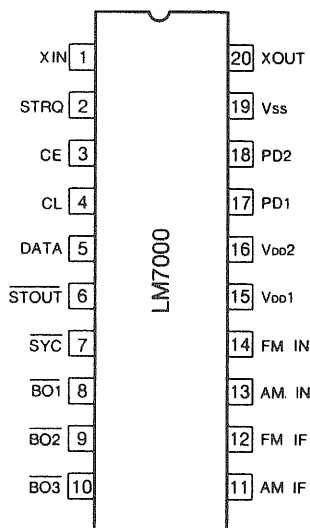 XIN 1 20 XOUT
STRQ 2 19 Vss
CE 3 18 PD2
CL 4 17 PD1
DATA 5 16 VDD2
STOUT 6 15 VDD1
SYC 7 14 FM IN
BO1 8 13 AM IN
BO2 9 12 FM IF
BO3 10 11 AM IF
LM7000